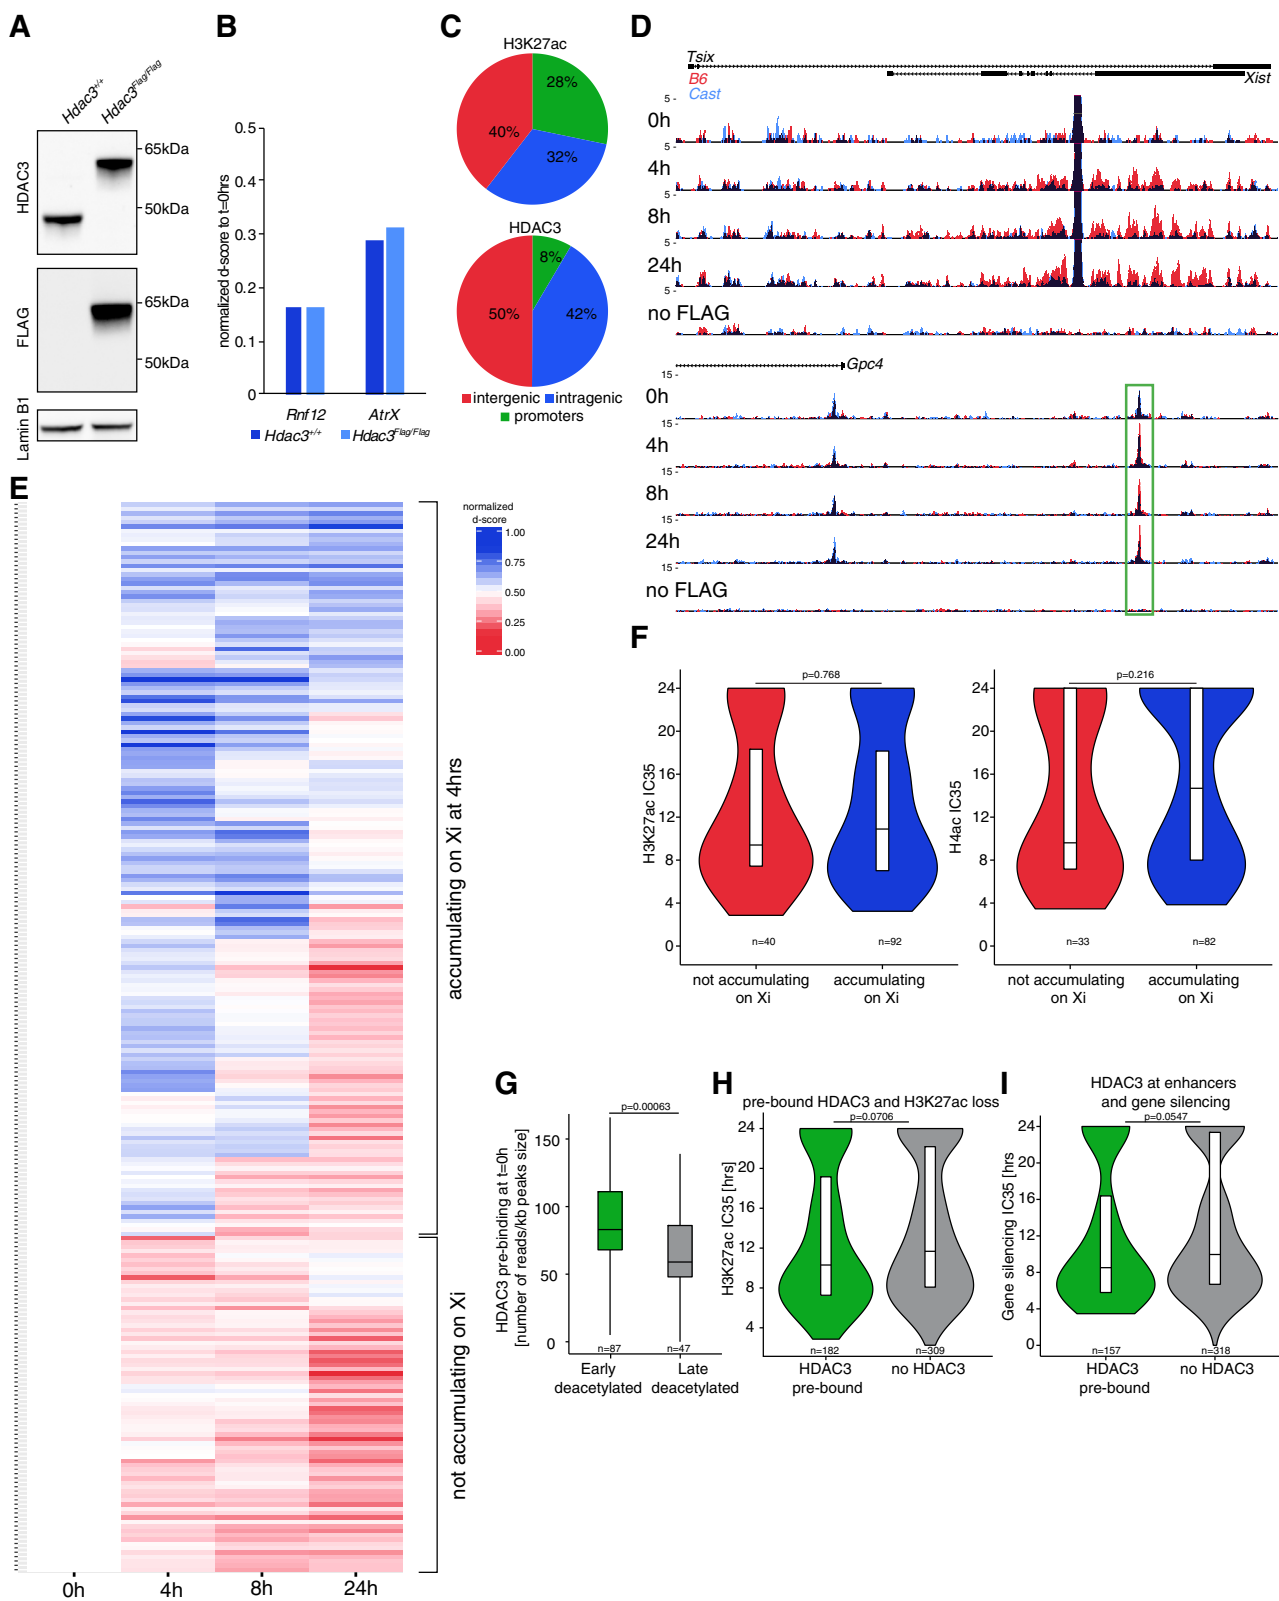 A
Hdac3+/+
Hdac3Flag/Flag
HDAC3
65kDa
50kDa
FLAG
65kDa
50kDa
Lamin B1
B
normalized d-score to t=0hrs
0.5
0.4
0.3
0.2
0.1
0
Rnf12
AtrX
Hdac3+/+
Hdac3Flag/Flag
C
H3K27ac
28%
40%
32%
HDAC3
8%
50%
42%
intergenic
intragenic
promoters
D
Tsix
B6
Cast
Xist
5
0h
5
4h
5
8h
5
24h
5
no FLAG
Gpc4
15
0h
15
4h
15
8h
15
24h
15
no FLAG
E
normalized
d-score
1.00
0.75
0.50
0.25
0.00
accumulating on Xi at 4hrs
not accumulating on Xi
0h
4h
8h
24h
F
H3K27ac IC35
24
20
16
12
8
4
0
p=0.768
n=40
n=92
not accumulating
on Xi
accumulating
on Xi
H4ac IC35
24
20
16
12
8
4
0
p=0.216
n=33
n=82
not accumulating
on Xi
accumulating
on Xi
G
HDAC3 pre-binding at t=0h
[number of reads/kb peaks size]
150
100
50
0
p=0.00063
n=87
n=47
Early
deacetylated
Late
deacetylated
H
pre-bound HDAC3 and H3K27ac loss
p=0.0706
H3K27ac IC35 [hrs]
24
20
16
12
8
4
n=182
n=309
HDAC3
pre-bound
no HDAC3
I
HDAC3 at enhancers
and gene silencing
p=0.0547
Gene silencing IC35 [hrs]
24
20
16
12
8
4
0
n=157
n=318
HDAC3
pre-bound
no HDAC3